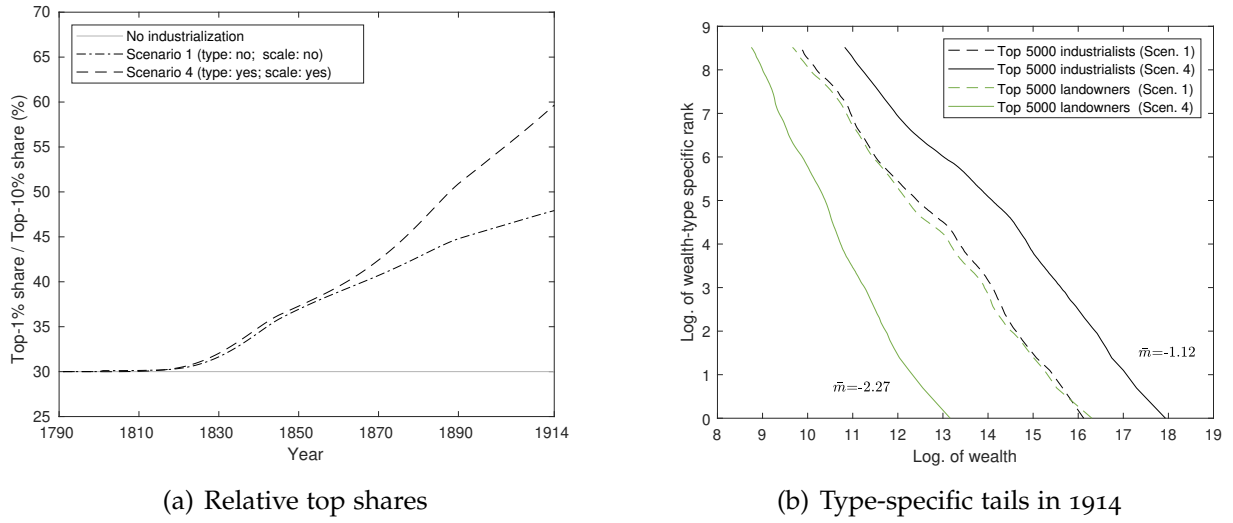 70
65
60
55
50
45
40
35
30
25
Top-1% share / Top-10% share (%)
No industrialization
Scenario 1 (type: no; scale: no)
Scenario 4 (type: yes; scale: yes)
1790 1810 1830 1850 1870 1890 1914
Year
(a) Relative top shares
9
8
7
6
5
4
3
2
1
0
Log. of wealth-type specific rank
Top 5000 industrialists (Scen. 1)
Top 5000 industrialists (Scen. 4)
Top 5000 landowners (Scen. 1)
Top 5000 landowners (Scen. 4)
m̄=-1.12
m̄=-2.27
8 9 10 11 12 13 14 15 16 17 18 19
Log. of wealth
(b) Type-specific tails in 1914